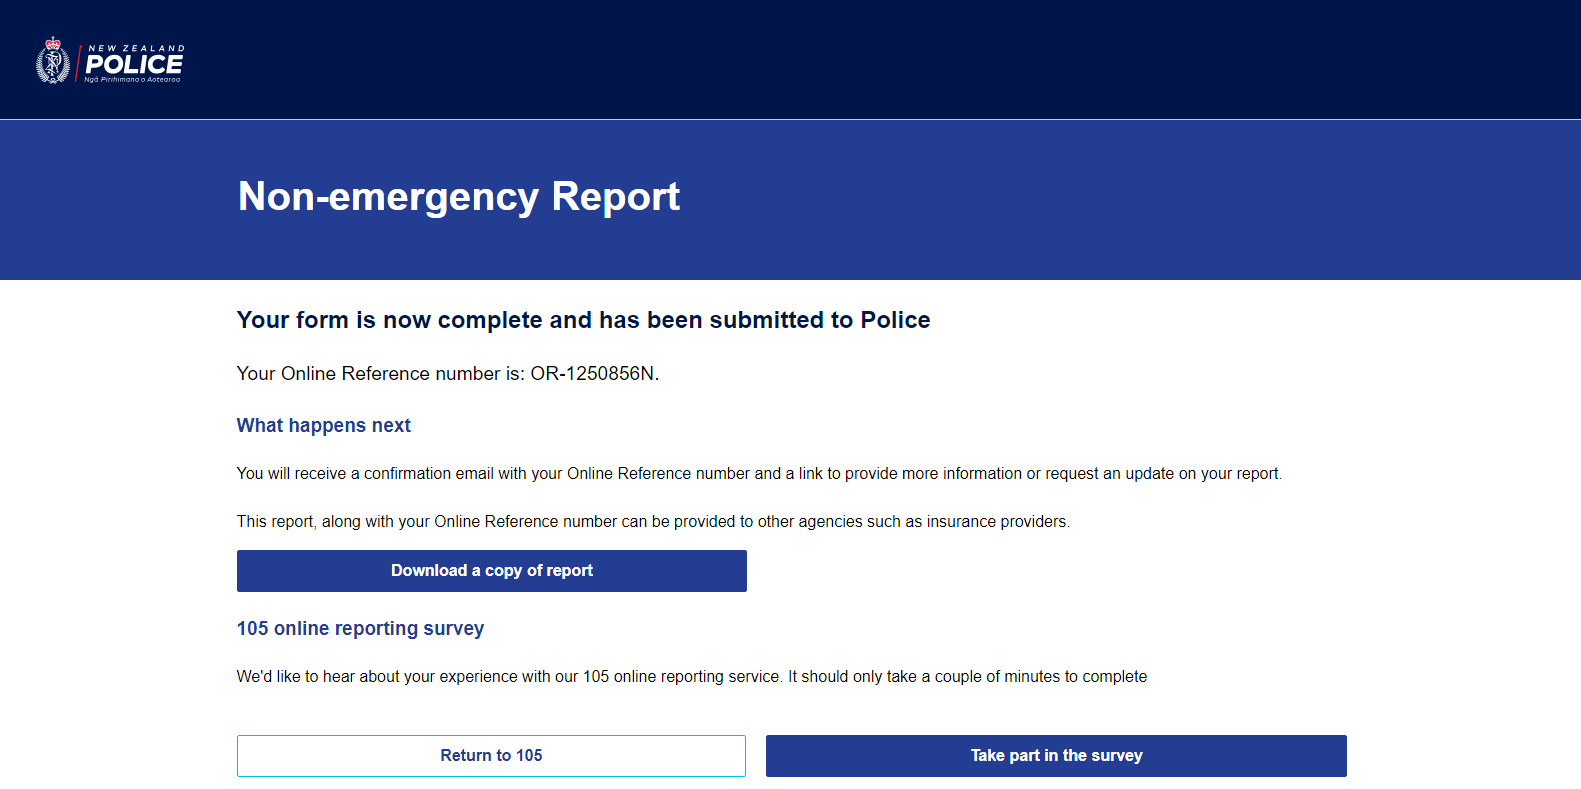 NEW ZEALAND
POLICE
Ngā Pirihimana o Aotearoa
Non-emergency Report
Your form is now complete and has been submitted to Police
Your Online Reference number is: OR-1250856N.
What happens next
You will receive a confirmation email with your Online Reference number and a link to provide more information or request an update on your report.
This report, along with your Online Reference number can be provided to other agencies such as insurance providers.
Download a copy of report
105 online reporting survey
We'd like to hear about your experience with our 105 online reporting service. It should only take a couple of minutes to complete
Return to 105
Take part in the survey